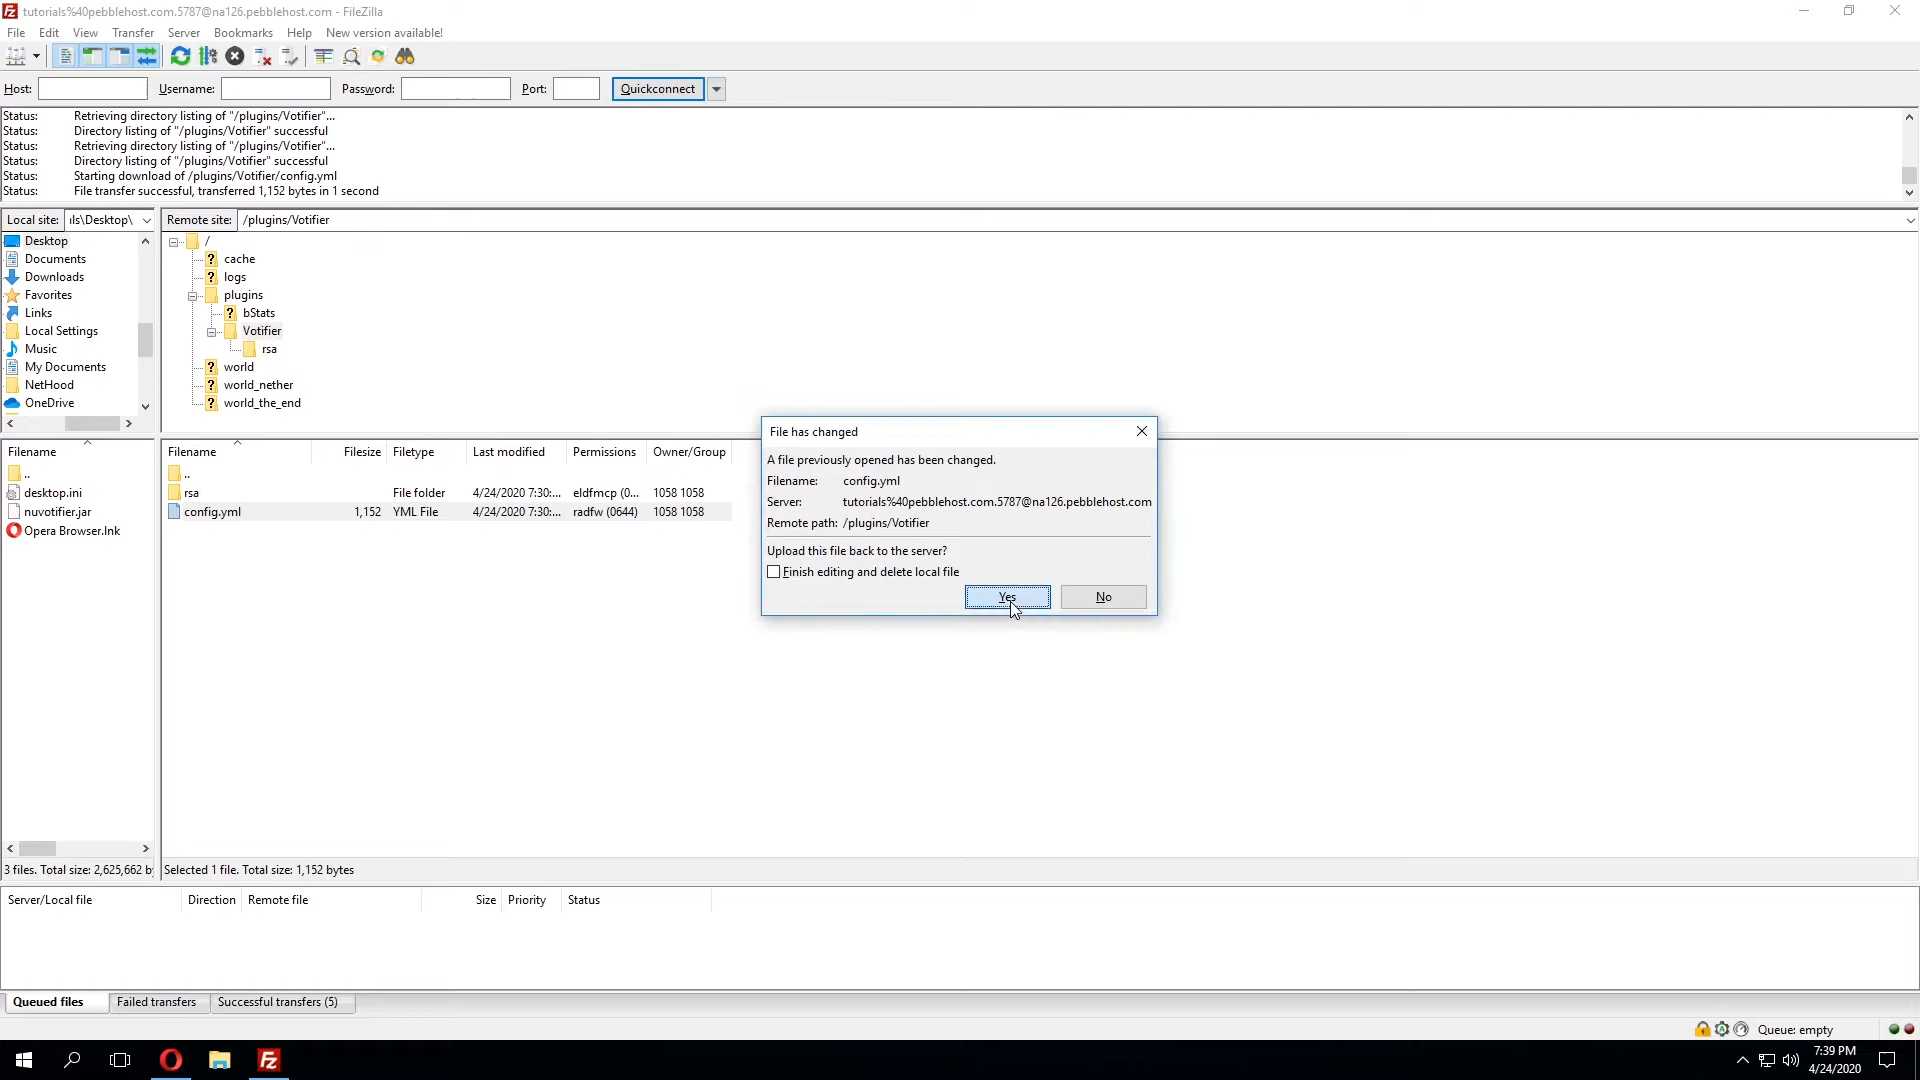 tutorials%40pebblehost.com.5787@na126.pebblehost.com - FileZilla
File Edit View Transfer Server Bookmarks Help New version available!
Host: Username: Password: Port: Quickconnect
Status: Retrieving directory listing of "/plugins/Votifier"...
Status: Directory listing of "/plugins/Votifier" successful
Status: Retrieving directory listing of "/plugins/Votifier"...
Status: Directory listing of "/plugins/Votifier" successful
Status: Starting download of /plugins/Votifier/config.yml
Status: File transfer successful, transferred 1,152 bytes in 1 second
Local site: ıls\Desktop\
Remote site: /plugins/Votifier
Desktop
Documents
Downloads
Favorites
Links
Local Settings
Music
My Documents
NetHood
OneDrive
/
cache
logs
plugins
bStats
Votifier
rsa
world
world_nether
world_the_end
Filename
..
desktop.ini
nuvotifier.jar
Opera Browser.lnk
3 files. Total size: 2,625,662 by
Filename Filesize Filetype Last modified Permissions Owner/Group
..
rsa File folder 4/24/2020 7:30:... eldfmcp (0... 1058 1058
config.yml 1,152 YML File 4/24/2020 7:30:... radfw (0644) 1058 1058
Selected 1 file. Total size: 1,152 bytes
File has changed
A file previously opened has been changed.
Filename: config.yml
Server: tutorials%40pebblehost.com.5787@na126.pebblehost.com
Remote path: /plugins/Votifier
Upload this file back to the server?
Finish editing and delete local file
Yes No
Server/Local file Direction Remote file Size Priority Status
Queued files Failed transfers Successful transfers (5)
Queue: empty
7:39 PM
4/24/2020